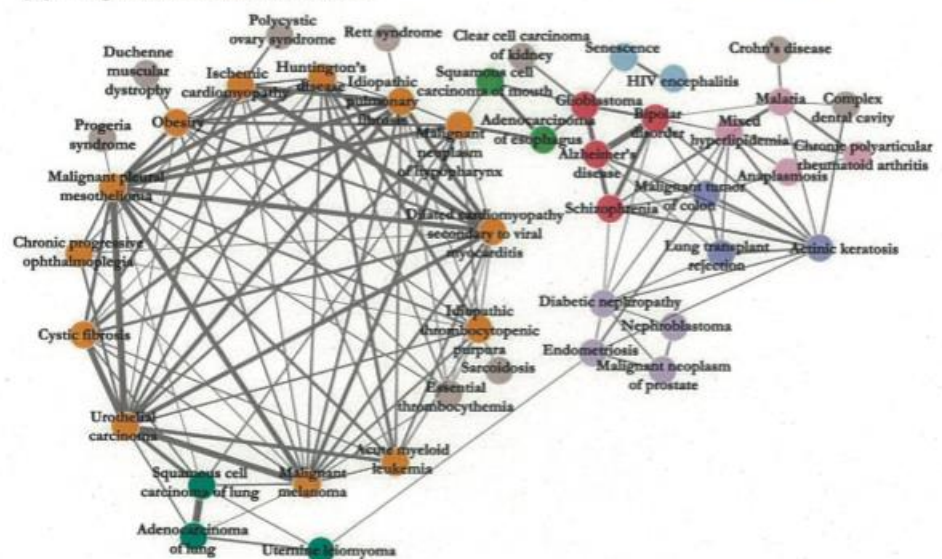 Polycystic
ovary syndrome
Rett syndrome
Clear cell carcinoma
of kidney
Senescence
Crohn's disease
Duchenne
muscular
dystrophy
Ischemic
cardiomyopathy
Huntington's
disease
Idiopathic
pulmonary
fibrosis
Squamous cell
carcinoma of mouth
HIV encephalitis
Glioblastoma
Malaria
Complex
dental cavity
Obesity
Malignant
neoplasm
of hypopharynx
Adenocarcinoma
of esophagus
Bipolar
disorder
Mixed
hyperlipidemia
Progeria
syndrome
Alzheimer's
disease
Chronic polyarticular
rheumatoid arthritis
Anaplasmosis
Malignant pleural
mesothelioma
Malignant tumor
of colon
Schizophrenia
Dilated cardiomyopathy
secondary to viral
myocarditis
Chronic progressive
ophthalmoplegia
Lung transplant
rejection
Actinic keratosis
Diabetic nephropathy
Idiopathic
thrombocytopenic
purpura
Nephroblastoma
Cystic fibrosis
Endometriosis
Malignant neoplasm
of prostate
Sarcoidosis
Essential
thrombocythemia
Urothelial
carcinoma
Acute myeloid
leukemia
Squamous cell
carcinoma of lung
Malignant
melanoma
Adenocarcinoma
of lung
Uternine leiomyoma